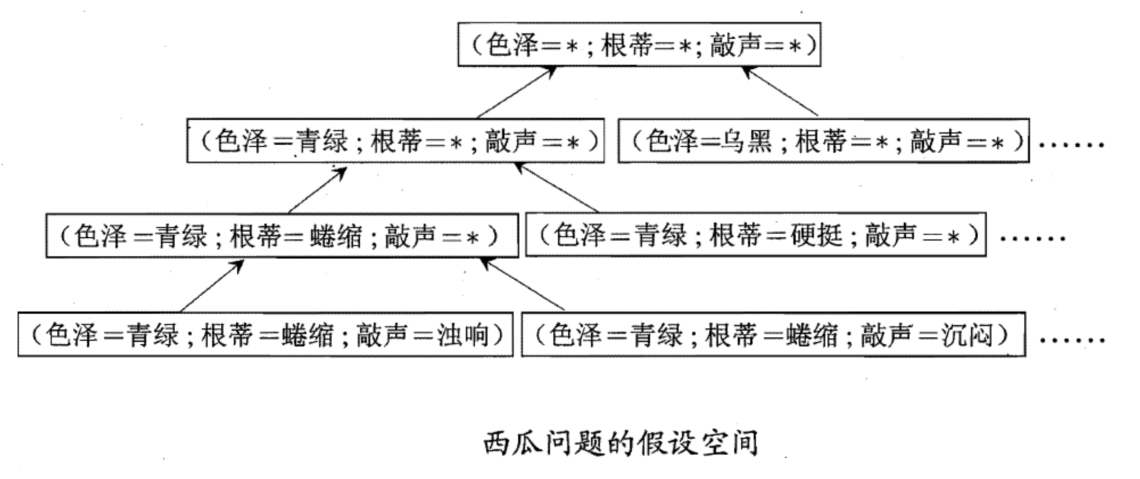 (色泽=*;根蒂=*;敲声=*)
(色泽=青绿;根蒂=*;敲声=*) (色泽=乌黑;根蒂=*;敲声=*) ……
(色泽=青绿;根蒂=蜷缩;敲声=*) (色泽=青绿;根蒂=硬挺;敲声=*) ……
(色泽=青绿;根蒂=蜷缩;敲声=浊响) (色泽=青绿;根蒂=蜷缩;敲声=沉闷) ……
西瓜问题的假设空间